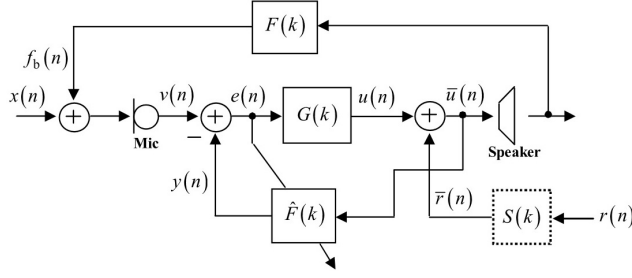 F(k)
f_b(n)
x(n)
v(n)
e(n)
G(k)
u(n)
u̅(n)
Mic
−
Speaker
y(n)
F̂(k)
r̅(n)
S(k)
r(n)